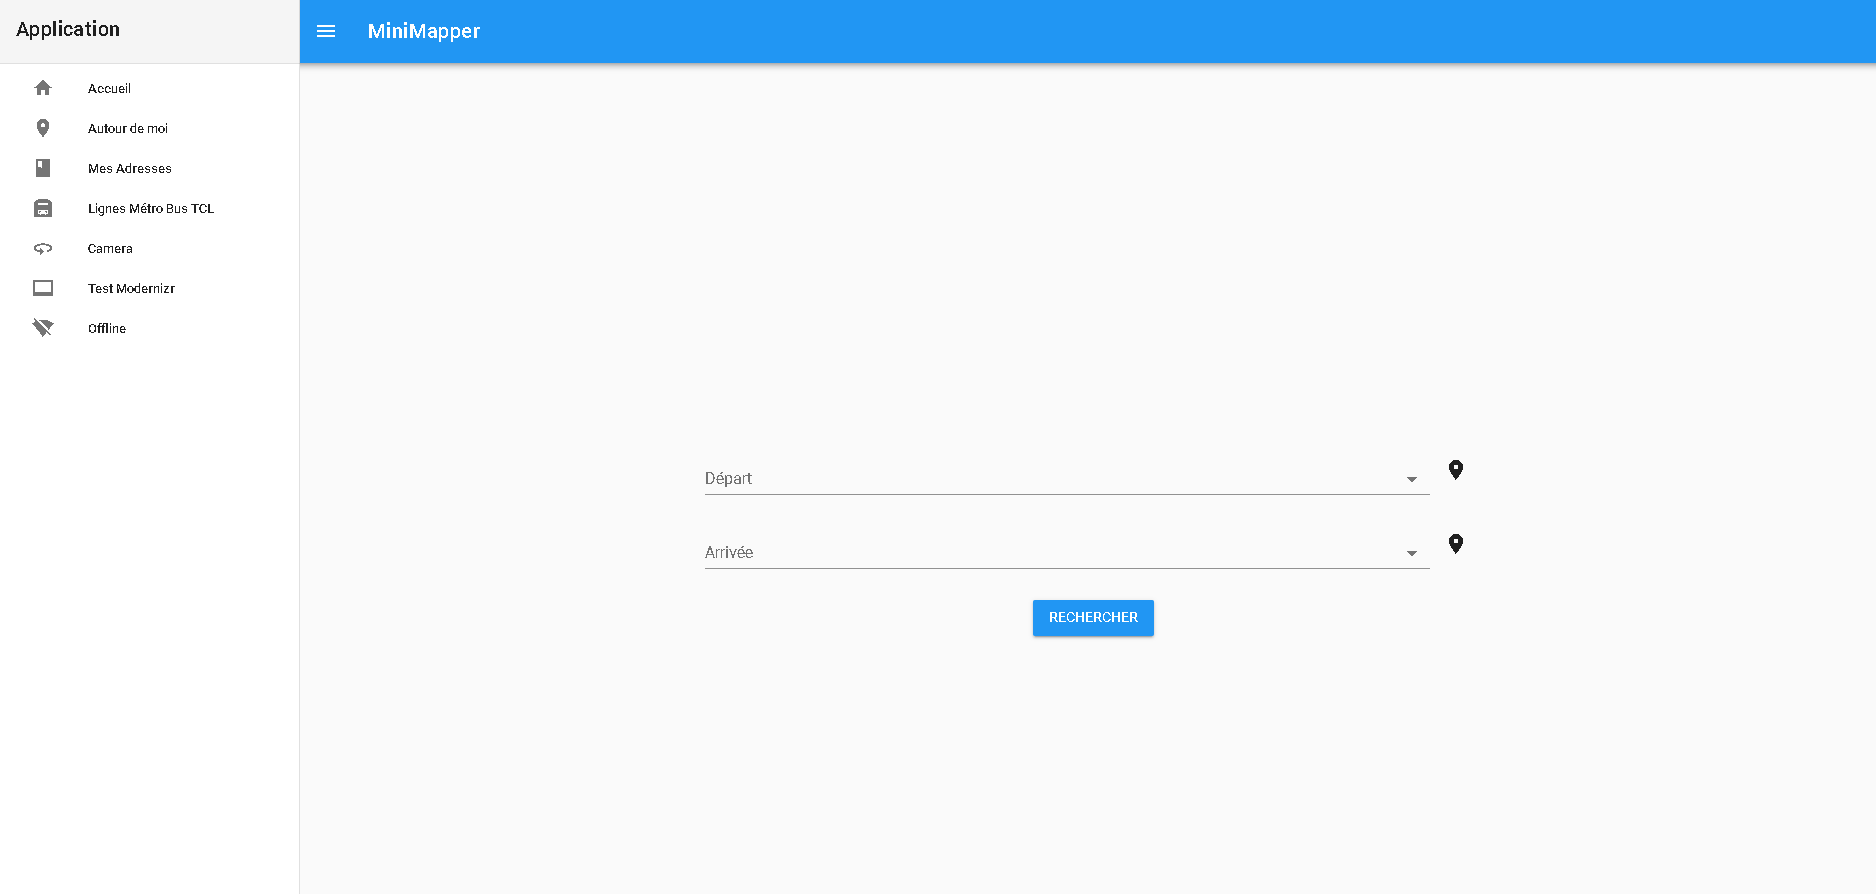 Application
MiniMapper
Accueil
Autour de moi
Mes Adresses
Lignes Métro Bus TCL
Camera
Test Modernizr
Offline
Départ
Arrivée
RECHERCHER